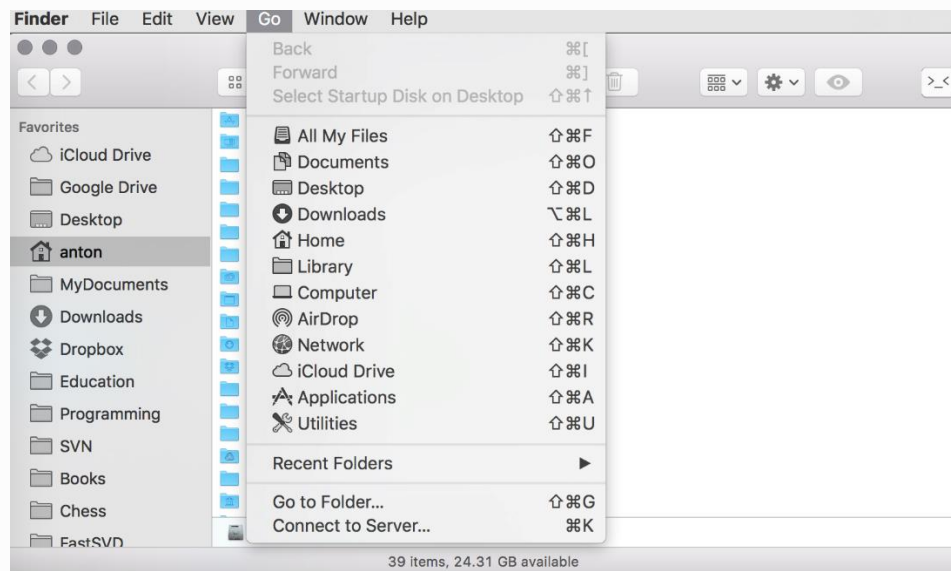 Finder File Edit View Go Window Help
Back ⌘[
Forward ⌘]
Select Startup Disk on Desktop ⇧⌘↑
All My Files ⇧⌘F
Documents ⇧⌘O
Desktop ⇧⌘D
Downloads ⌥⌘L
Home ⇧⌘H
Library ⇧⌘L
Computer ⇧⌘C
AirDrop ⇧⌘R
Network ⇧⌘K
iCloud Drive ⇧⌘I
Applications ⇧⌘A
Utilities ⇧⌘U
Recent Folders ▶
Go to Folder... ⇧⌘G
Connect to Server... ⌘K
Favorites
iCloud Drive
Google Drive
Desktop
anton
MyDocuments
Downloads
Dropbox
Education
Programming
SVN
Books
Chess
FastSVD
39 items, 24.31 GB available